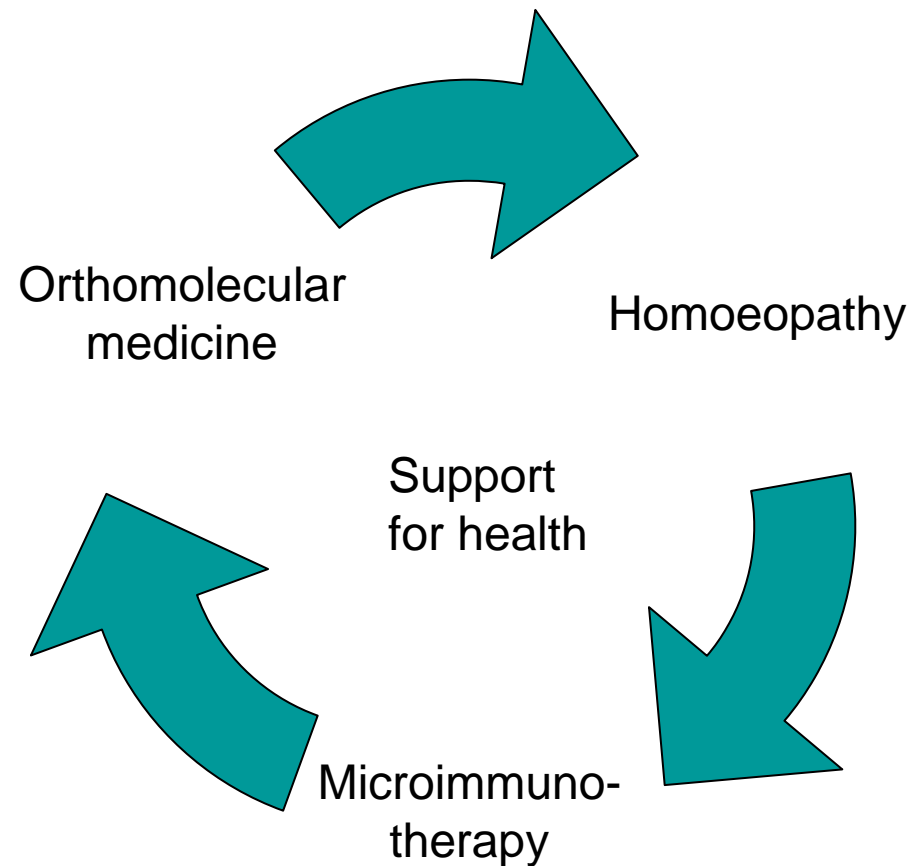 Orthomolecular
medicine
Homoeopathy
Support
for health
Microimmuno-
therapy